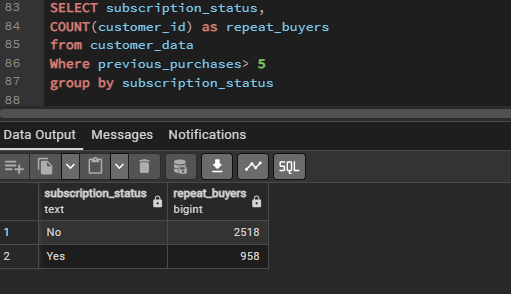 83 SELECT subscription_status,
84 COUNT(customer_id) as repeat_buyers
85 from customer_data
86 Where previous_purchases> 5
87 group by subscription_status
88
Data Output Messages Notifications
SQL
subscription_status repeat_buyers
text bigint
1 No 2518
2 Yes 958